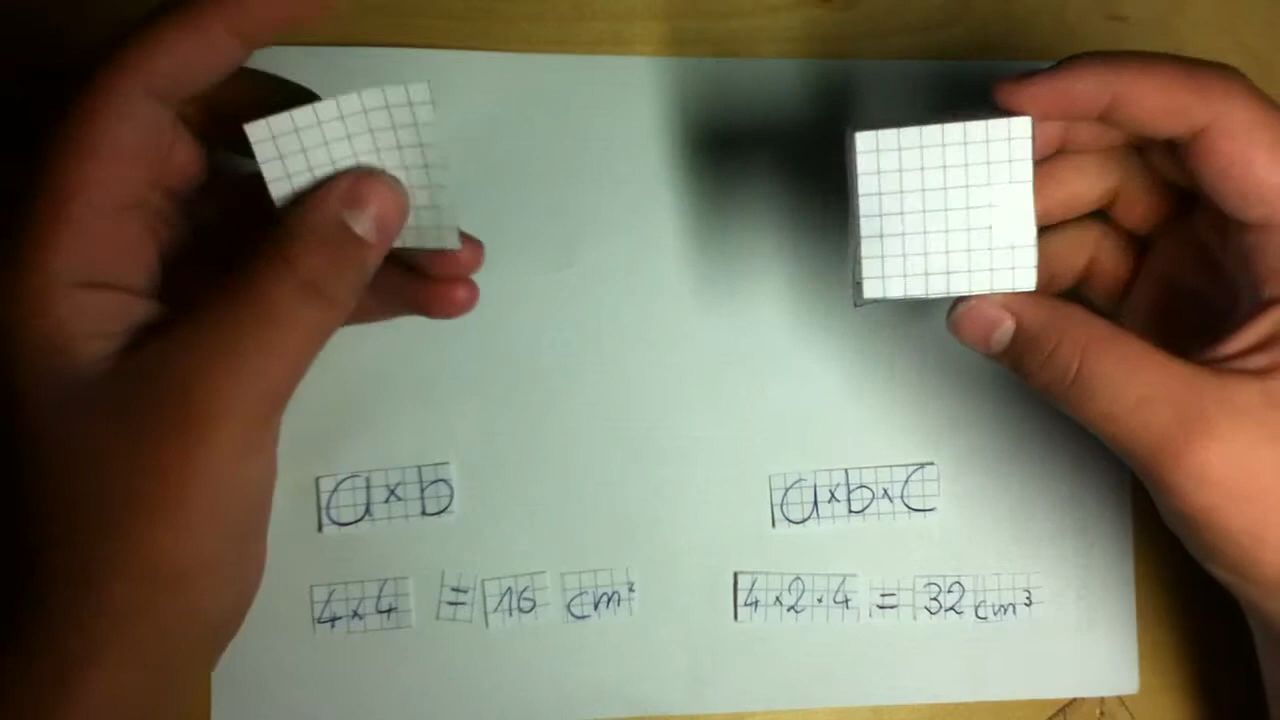 a×b
a×b×c
4×4 = 16 cm²
4×2·4 = 32 cm³